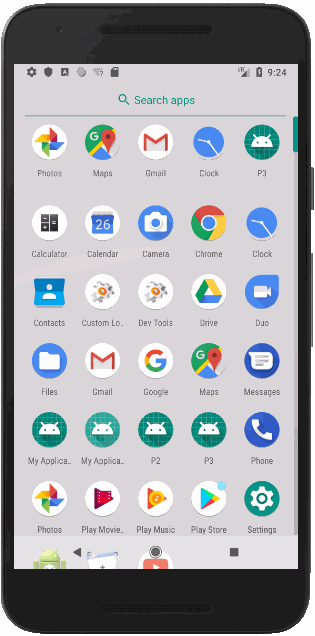 9:24
Search apps
Photos Maps Gmail Clock P3
Calculator Calendar Camera Chrome Clock
26
Contacts Custom Lo.. Dev Tools Drive Duo
Files Gmail Google Maps Messages
My Applica.. My Applica.. P2 P3 Phone
Photos Play Movie.. Play Music Play Store Settings